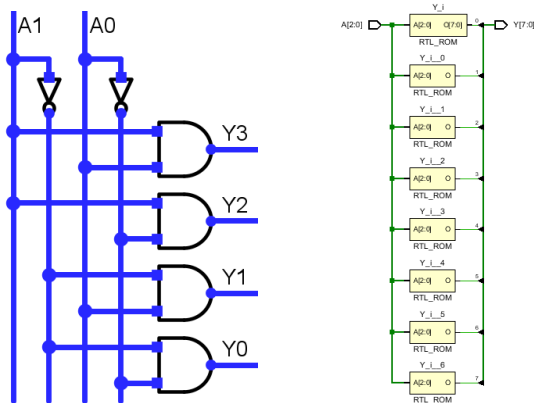 A1 A0
Y3
Y2
Y1
Y0
Y_i
A[2:0] A[2:0] O[7:0] 0 Y[7:0]
RTL_ROM
Y_i__0
A[2:0] O 1
RTL_ROM
Y_i__1
A[2:0] O 2
RTL_ROM
Y_i__2
A[2:0] O 3
RTL_ROM
Y_i__3
A[2:0] O 4
RTL_ROM
Y_i__4
A[2:0] O 5
RTL_ROM
Y_i__5
A[2:0] O 6
RTL_ROM
Y_i__6
A[2:0] O 7
RTL_ROM